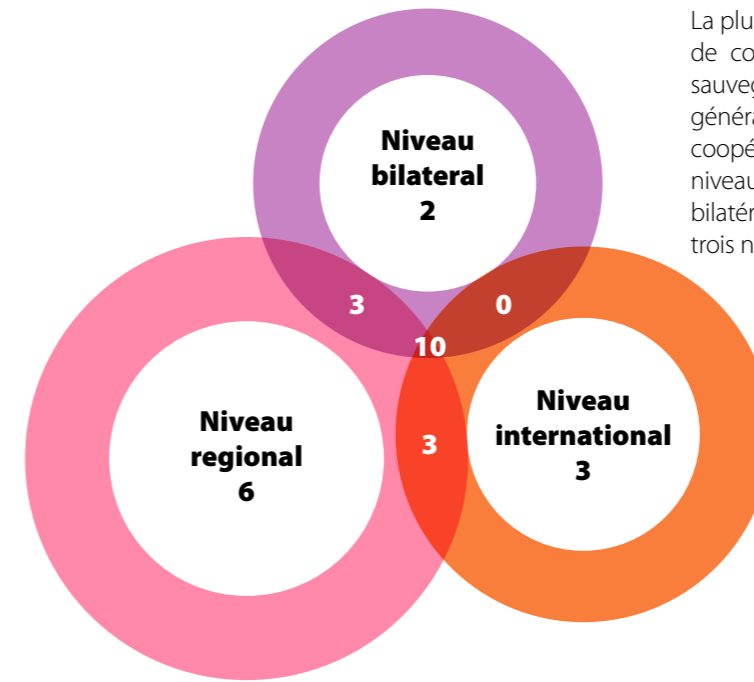 La plu
de co
sauveg
généra
coopé
niveau
bilatér
trois n
Niveau
bilateral
2
3
0
10
Niveau
regional
6
3
Niveau
international
3